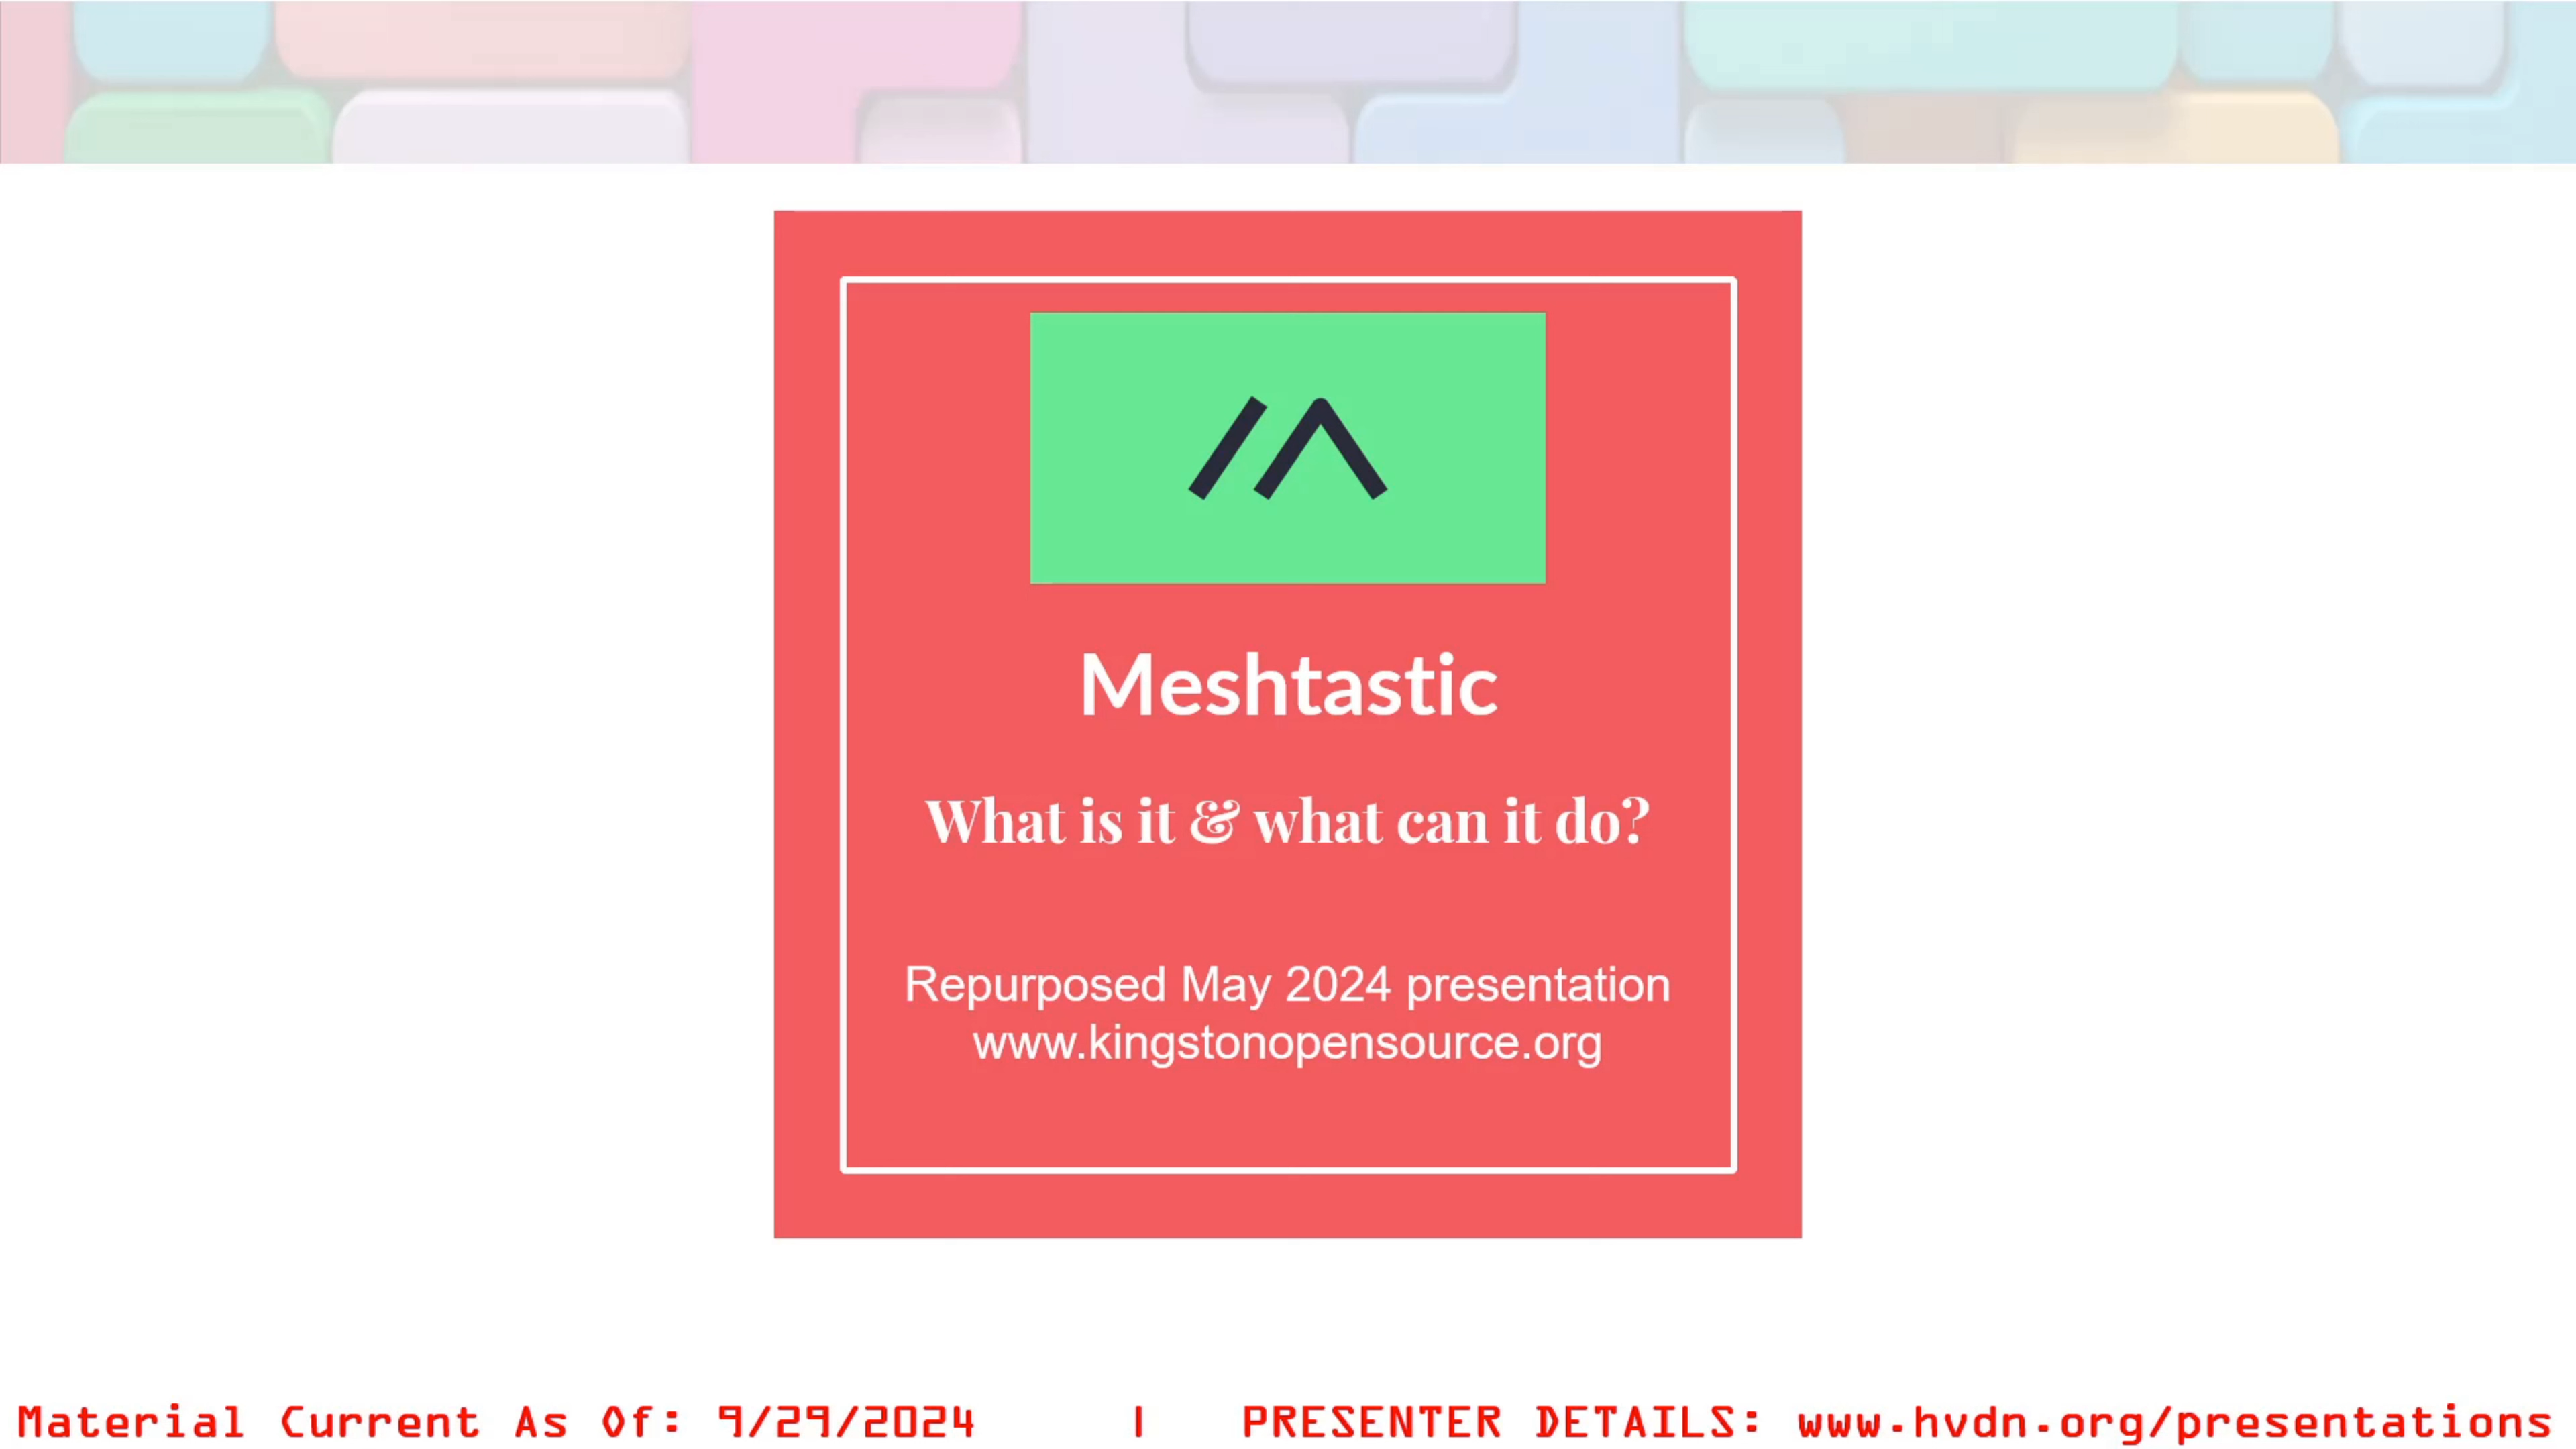 Meshtastic
What is it & what can it do?
Repurposed May 2024 presentation
www.kingstonopensource.org
Material Current As Of: 9/29/2024 | PRESENTER DETAILS: www.hvdn.org/presentations